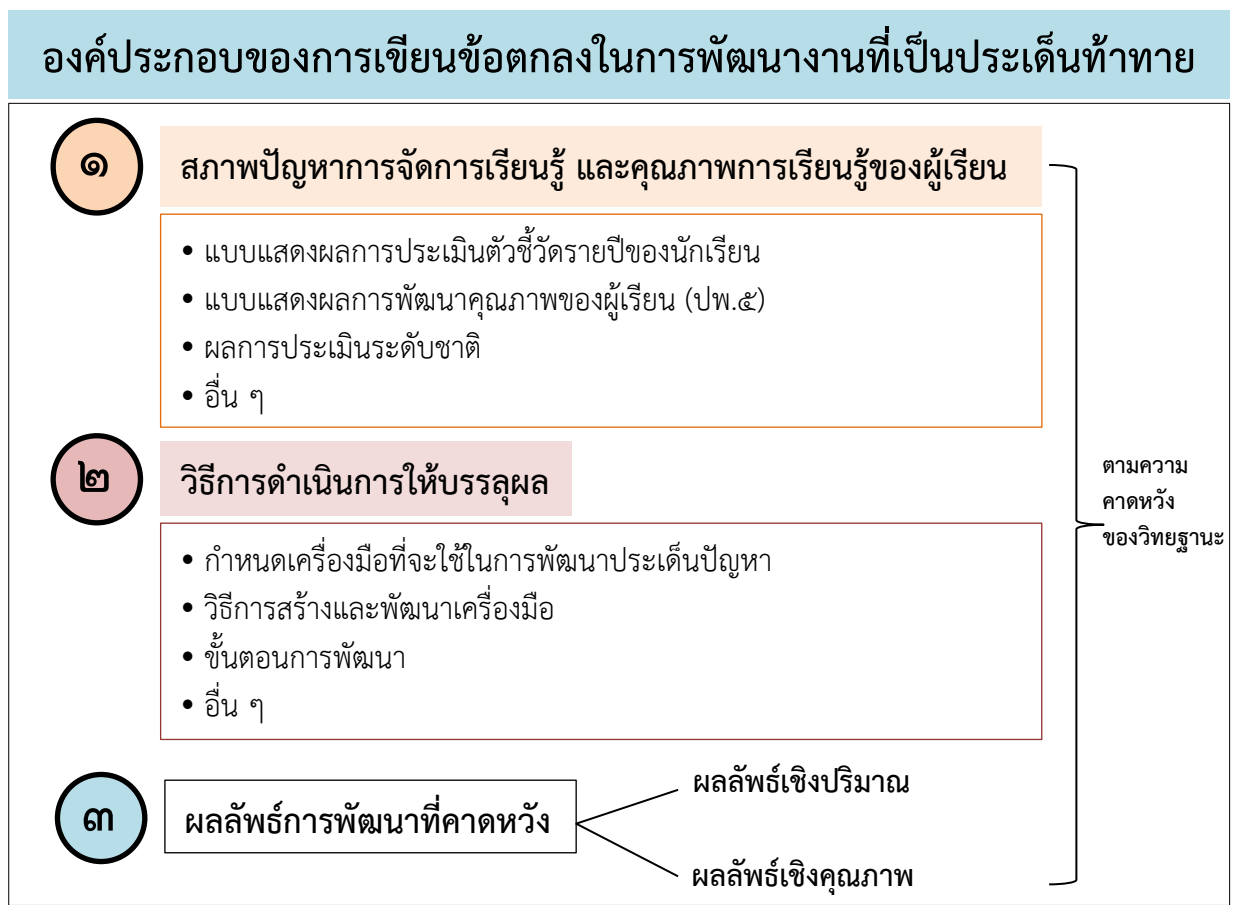 องค์ประกอบของการเขียนข้อตกลงในการพัฒนางานที่เป็นประเด็นท้าทาย
๑
สภาพปัญหาการจัดการเรียนรู้ และคุณภาพการเรียนรู้ของผู้เรียน
• แบบแสดงผลการประเมินตัวชี้วัดรายปีของนักเรียน
• แบบแสดงผลการพัฒนาคุณภาพของผู้เรียน (ปพ.๕)
• ผลการประเมินระดับชาติ
• อื่น ๆ
๒
วิธีการดำเนินการให้บรรลุผล
• กำหนดเครื่องมือที่จะใช้ในการพัฒนาประเด็นปัญหา
• วิธีการสร้างและพัฒนาเครื่องมือ
• ขั้นตอนการพัฒนา
• อื่น ๆ
๓
ผลลัพธ์การพัฒนาที่คาดหวัง
ผลลัพธ์เชิงปริมาณ
ผลลัพธ์เชิงคุณภาพ
ตามความ
คาดหวัง
ของวิทยฐานะ